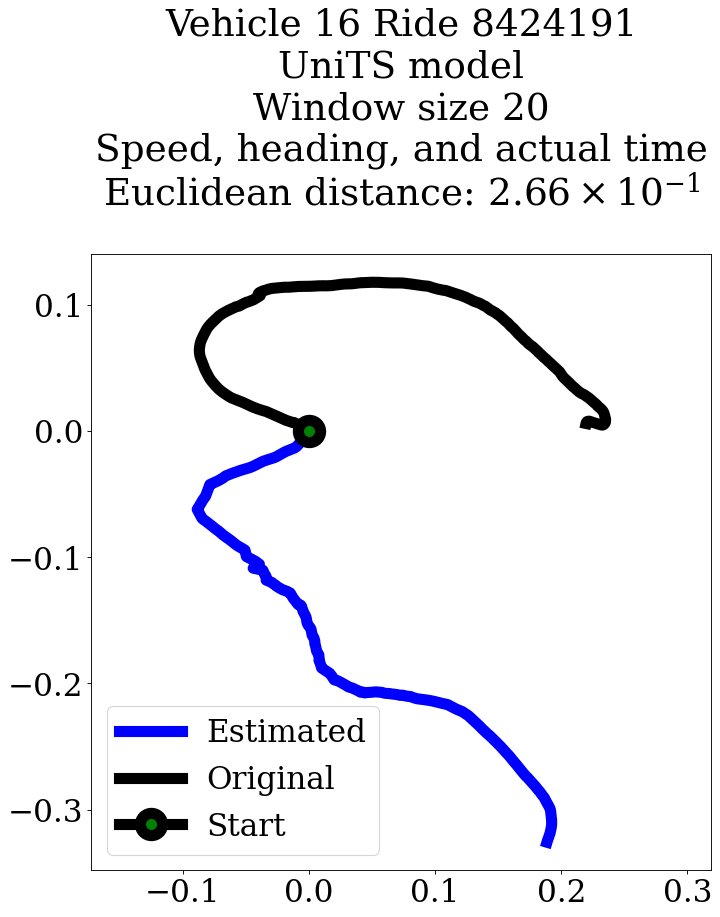 Vehicle 16 Ride 8424191
UniTS model
Window size 20
Speed, heading, and actual time
Euclidean distance: 2.66 × 10⁻¹
0.1
0.0
−0.1
−0.2
−0.3
Estimated
Original
Start
−0.1 0.0 0.1 0.2 0.3